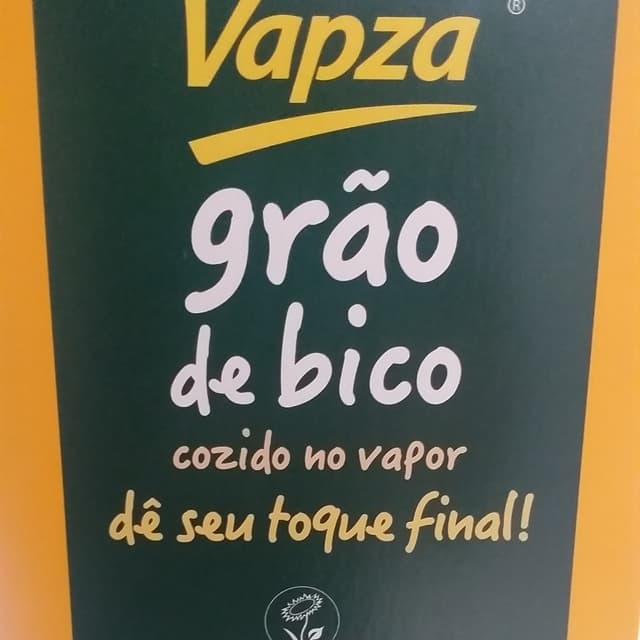 Vapza®
grão
de bico
cozido no vapor
dê seu toque final!